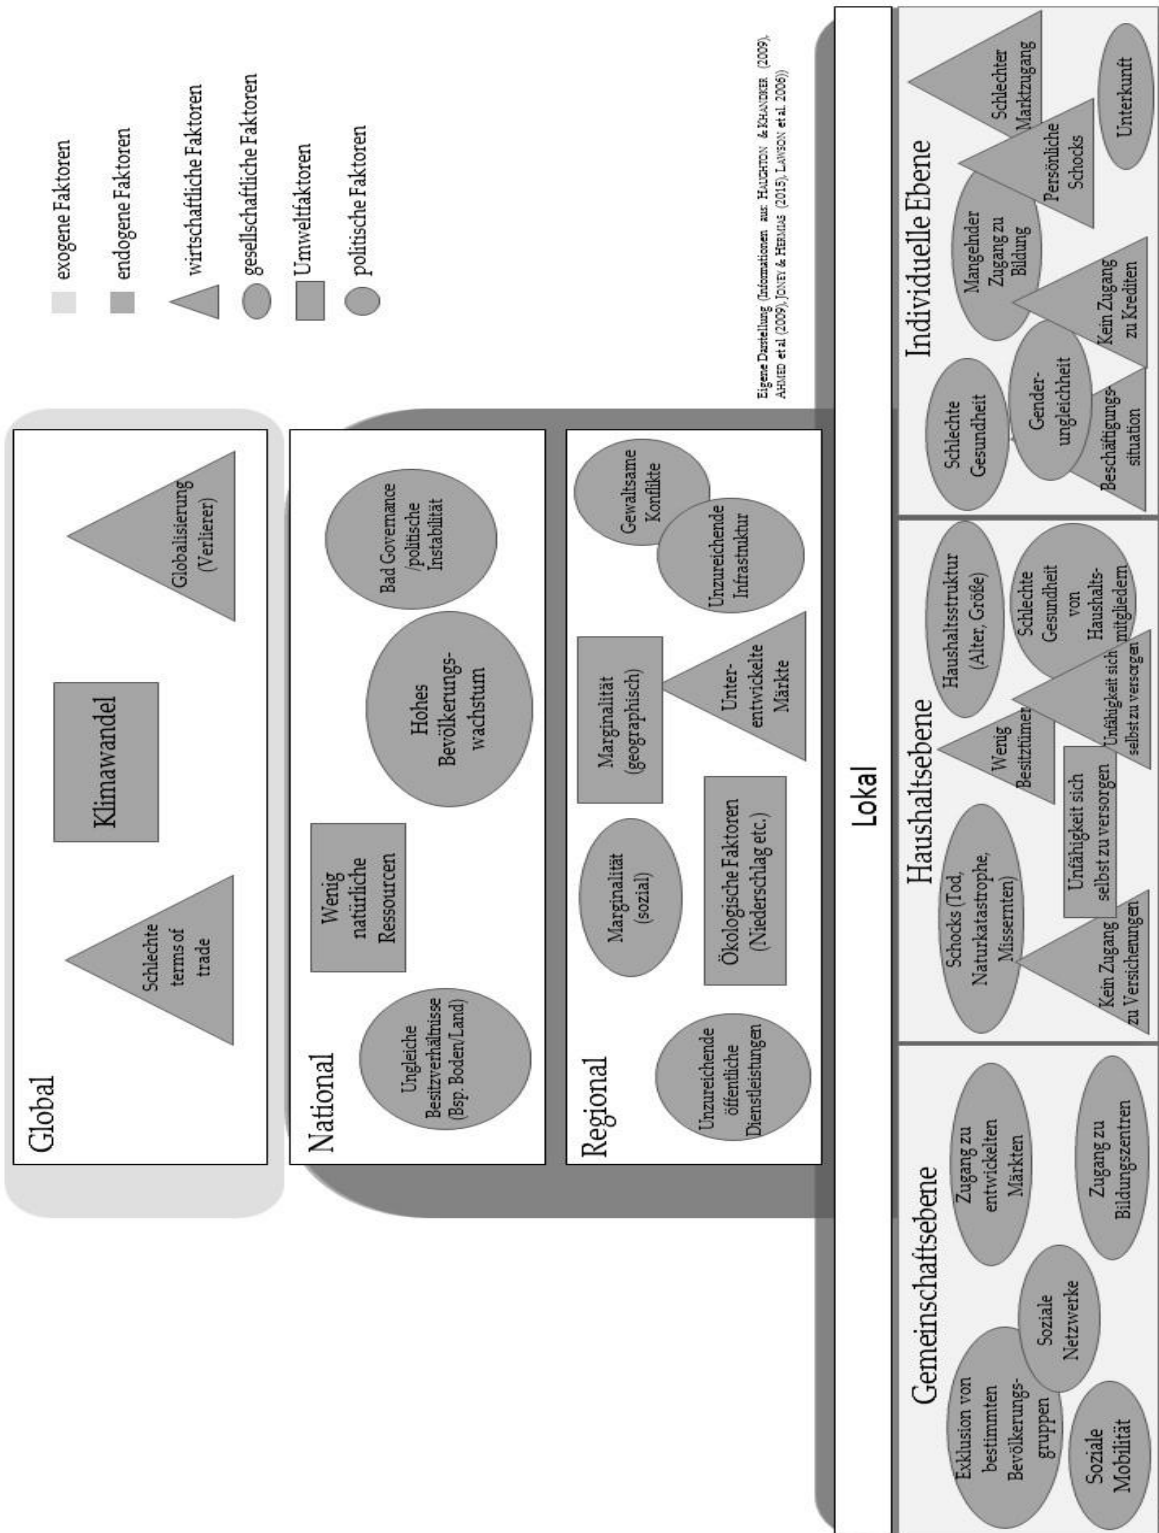 Global
Schlechte
terms of
trade
Klimawandel
Globalisierung
(Verlierer)
exogene Faktoren
endogene Faktoren
wirtschaftliche Faktoren
gesellschaftliche Faktoren
Umweltfaktoren
politische Faktoren
National
Ungleiche
Besitzverhältnisse
(Bsp. Boden/Land)
Wenig
natürliche
Ressourcen
Hohes
Bevölkerungs-
wachstum
Bad Governance
/politische
Instabilität
Regional
Unzureichende
öffentliche
Dienstleistungen
Marginalität
(sozial)
Ökologische Faktoren
(Niederschlag etc.)
Marginalität
(geographisch)
Unter-
entwickelte
Märkte
Gewaltsame
Konflikte
Unzureichende
Infrastruktur
Eigene Darstellung (Informationen aus: HAUGHTON & KHANDKER (2009),
AHMED et al (2009), JONEY & HERMIAS (2015), LAWSON et al. 2006))
Lokal
Gemeinschaftsebene
Exklusion von
bestimmten
Bevölkerungs-
gruppen
Soziale
Mobilität
Soziale
Netzwerke
Zugang zu
entwickelten
Märkten
Zugang zu
Bildungszentren
Haushaltsebene
Schocks (Tod,
Naturkatastrophe,
Missernten)
Kein Zugang
zu Versicherungen
Unfähigkeit sich
selbst zu versorgen
Wenig
Besitztümer
Unfähigkeit sich
selbst zu versorgen
Haushaltsstruktur
(Alter, Größe)
Schlechte
Gesundheit
von
Haushalts-
mitgliedern
Individuelle Ebene
Schlechte
Gesundheit
Gender-
ungleichheit
Beschäftigungs-
situation
Mangelnder
Zugang zu
Bildung
Kein Zugang
zu Krediten
Persönliche
Schocks
Schlechter
Marktzugang
Unterkunft